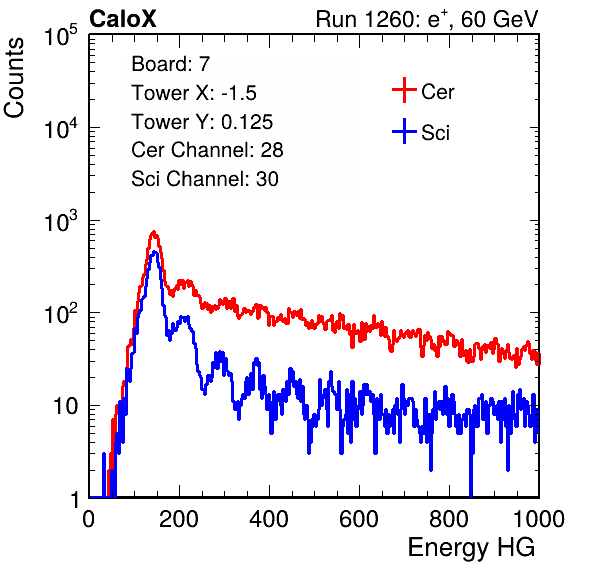 CaloX Run 1260: e⁺, 60 GeV
Counts
Board: 7
Tower X: -1.5
Tower Y: 0.125
Cer Channel: 28
Sci Channel: 30
Cer
Sci
10⁵
10⁴
10³
10²
10
1
0 200 400 600 800 1000
Energy HG